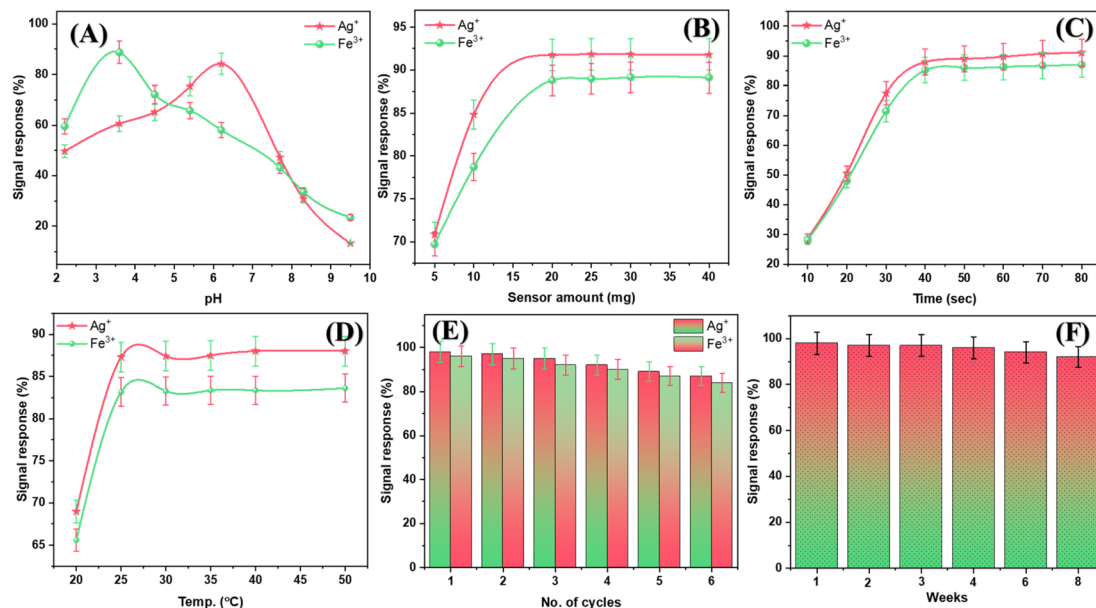 (A)
Ag⁺
Fe³⁺
Signal response (%)
100
80
60
40
20
2 3 4 5 6 7 8 9 10
pH
(B)
Ag⁺
Fe³⁺
Signal response (%)
95
90
85
80
75
70
5 10 15 20 25 30 35 40
Sensor amount (mg)
(C)
Ag⁺
Fe³⁺
Signal response (%)
100
90
80
70
60
50
40
30
20
10 20 30 40 50 60 70 80
Time (sec)
(D)
Ag⁺
Fe³⁺
Signal response (%)
90
85
80
75
70
65
20 25 30 35 40 45 50
Temp. (°C)
(E)
Ag⁺
Fe³⁺
Signal response (%)
100
80
60
40
20
0
1 2 3 4 5 6
No. of cycles
(F)
Signal response (%)
100
80
60
40
20
0
1 2 3 4 6 8
Weeks